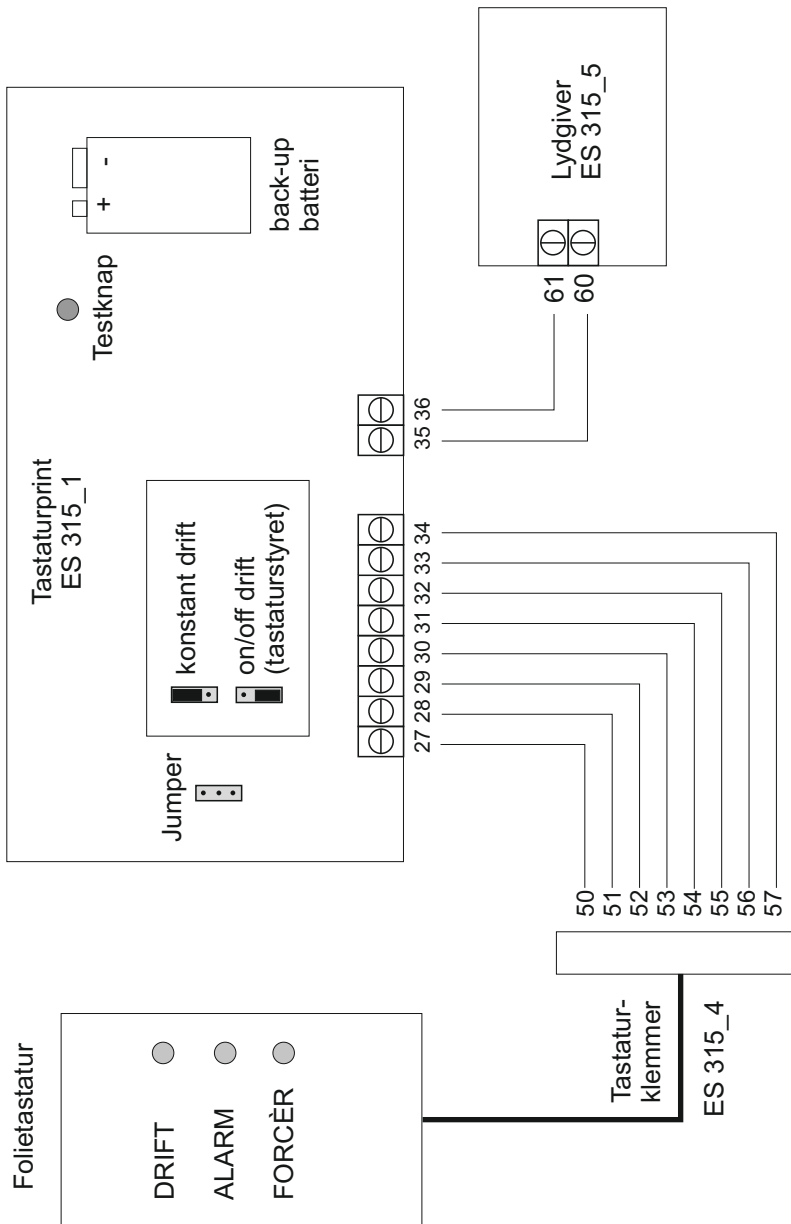 Folietastatur
DRIFT
ALARM
FORCÈR
Tastatur-
klemmer
ES 315_4
50
51
52
53
54
55
56
57
Tastaturprint
ES 315_1
Jumper
konstant drift
on/off drift
(tastaturstyret)
Testknap
+ -
back-up
batteri
27 28 29 30 31 32 33 34
35 36
Lydgiver
ES 315_5
61
60